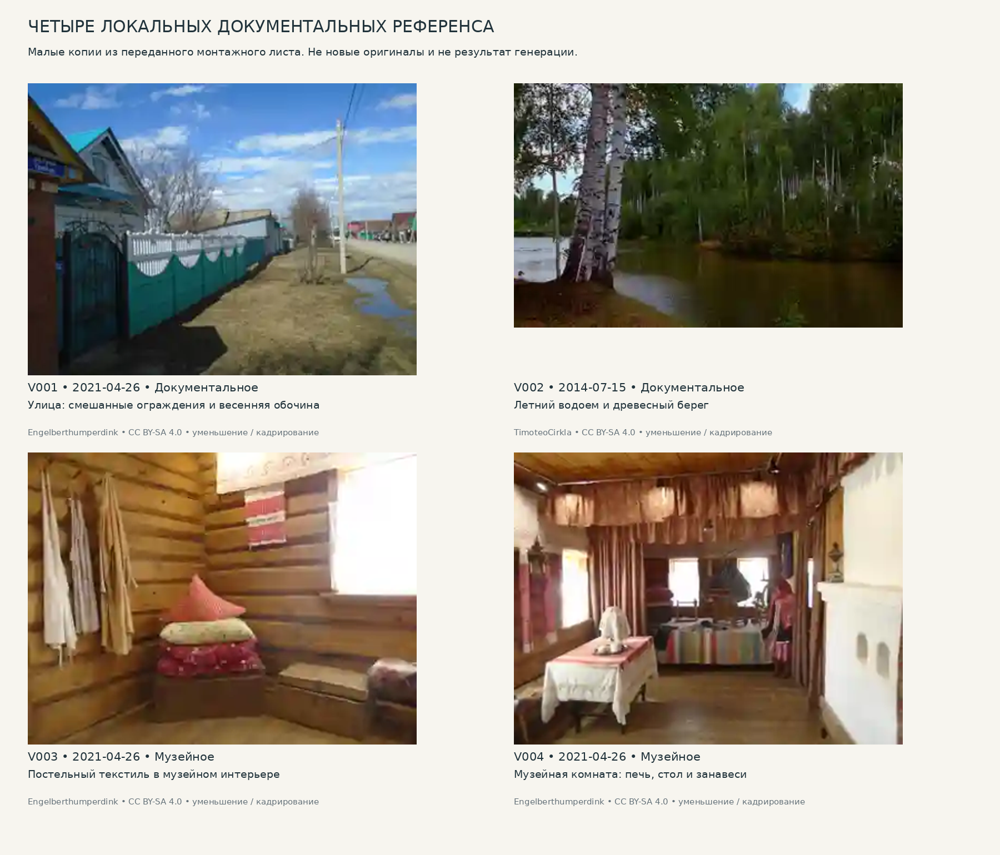 ЧЕТЫРЕ ЛОКАЛЬНЫХ ДОКУМЕНТАЛЬНЫХ РЕФЕРЕНСА
Малые копии из переданного монтажного листа. Не новые оригиналы и не результат генерации.
V001 • 2021-04-26 • Документальное
Улица: смешанные ограждения и весенняя обочина
Engelberthumperdink • CC BY-SA 4.0 • уменьшение / кадрирование
V002 • 2014-07-15 • Документальное
Летний водоем и древесный берег
TimoteoCirkla • CC BY-SA 4.0 • уменьшение / кадрирование
V003 • 2021-04-26 • Музейное
Постельный текстиль в музейном интерьере
Engelberthumperdink • CC BY-SA 4.0 • уменьшение / кадрирование
V004 • 2021-04-26 • Музейное
Музейная комната: печь, стол и занавеси
Engelberthumperdink • CC BY-SA 4.0 • уменьшение / кадрирование